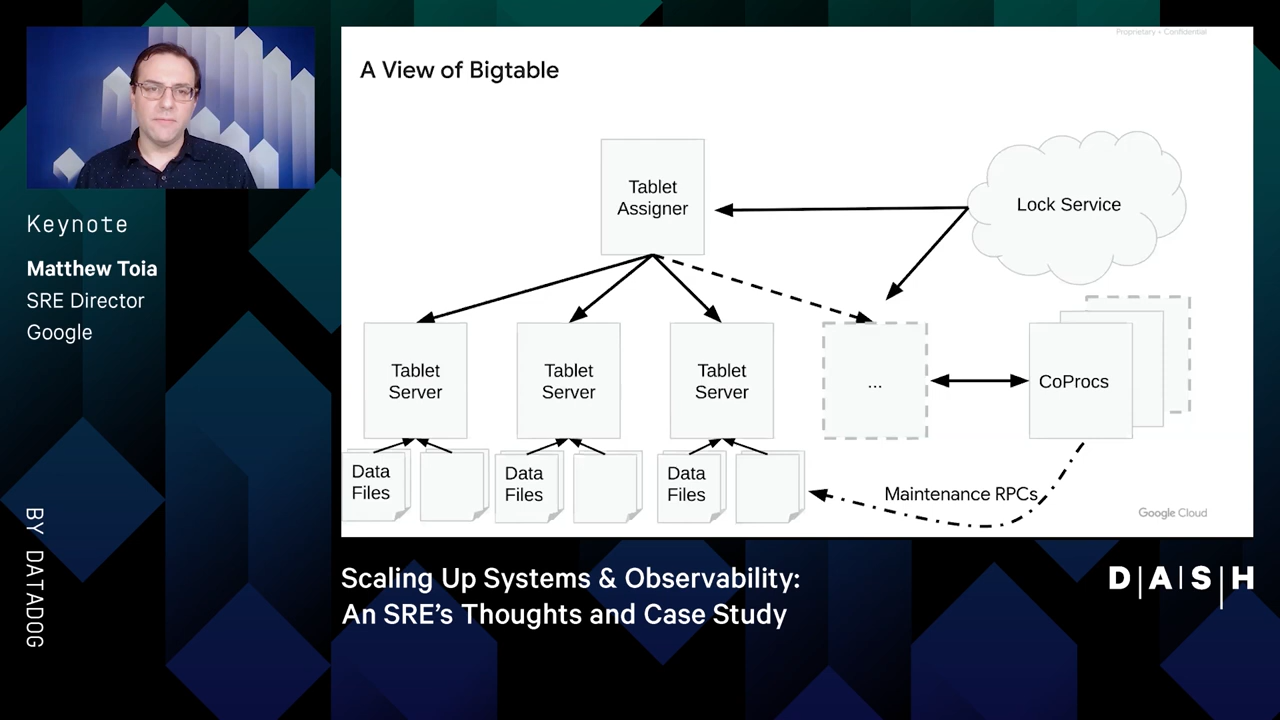 Keynote
Matthew Toia
SRE Director
Google
BY DATADOG
Proprietary + Confidential
A View of Bigtable
Tablet
Assigner
Lock Service
Tablet
Server
Tablet
Server
Tablet
Server
...
CoProcs
Data
Files
Data
Files
Data
Files
Maintenance RPCs
Google Cloud
Scaling Up Systems & Observability:
An SRE's Thoughts and Case Study
D|A|S|H